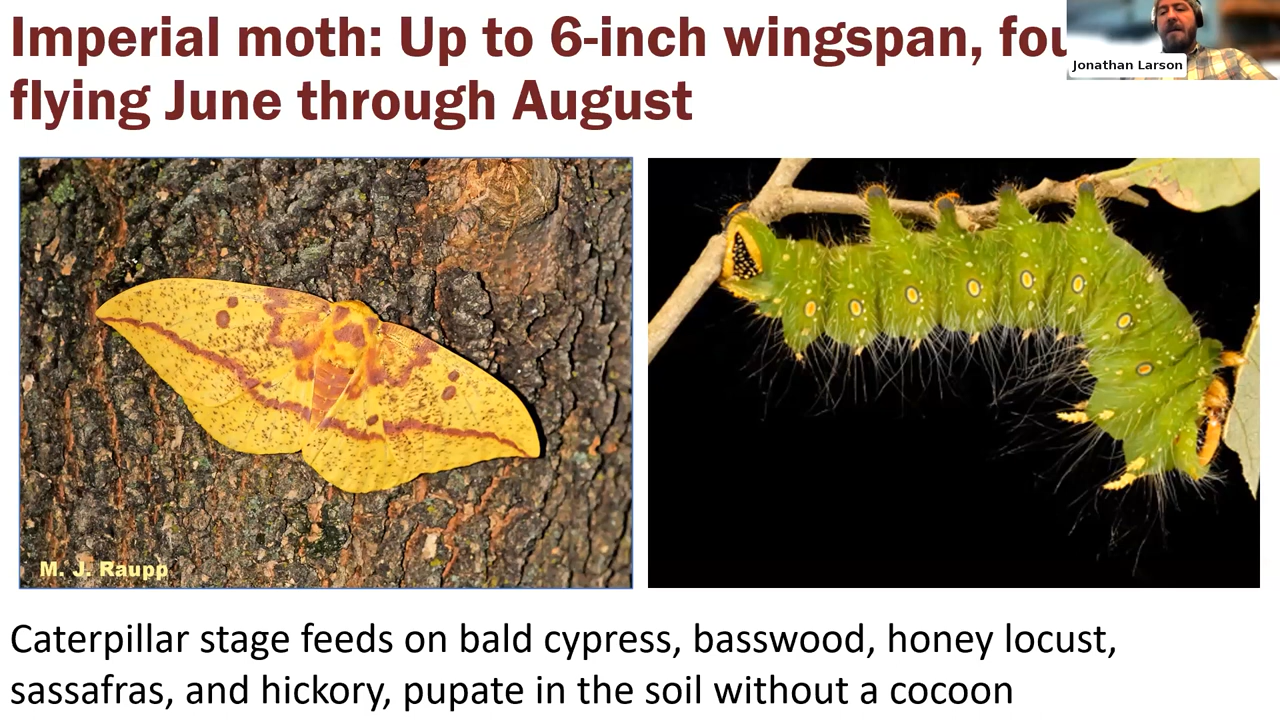 Imperial moth: Up to 6-inch wingspan, fou
Jonathan Larson
flying June through August
M. J. Raupp
Caterpillar stage feeds on bald cypress, basswood, honey locust,
sassafras, and hickory, pupate in the soil without a cocoon